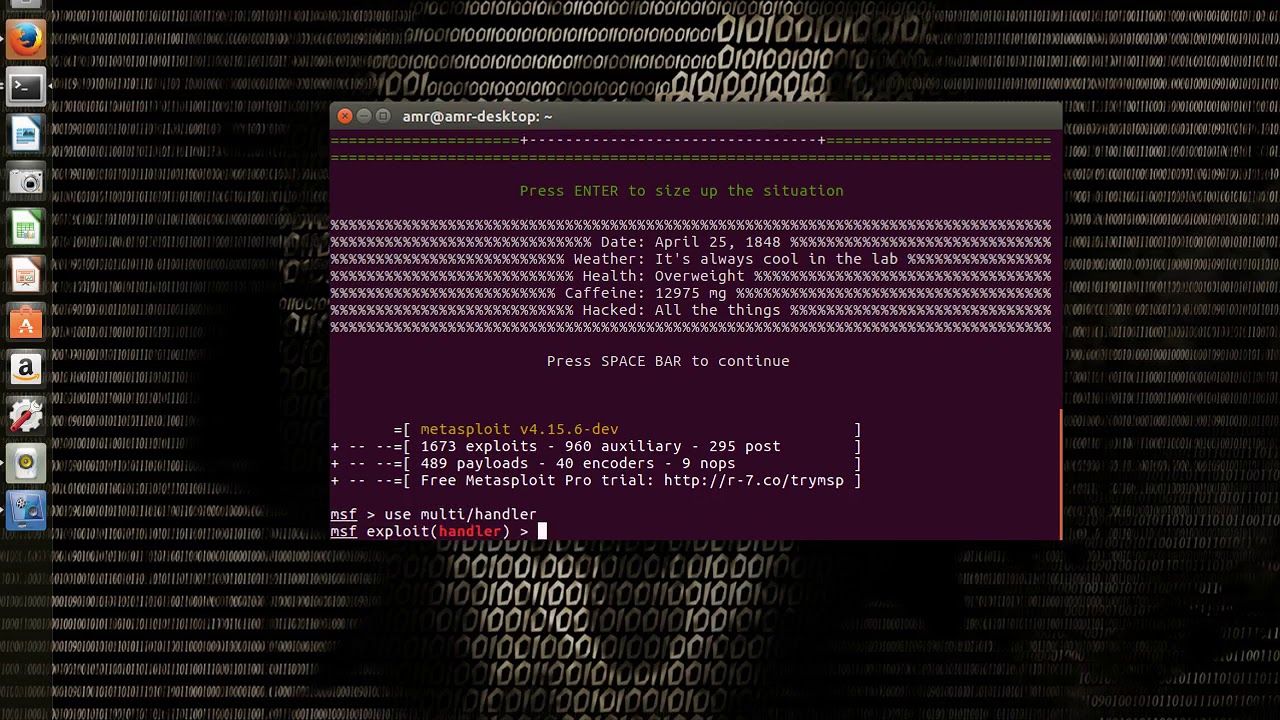 amr@amr-desktop: ~
====================+--------------------------------+=========================
================================================================================
Press ENTER to size up the situation
%%%%%%%%%%%%%%%%%%%%%%%%%%%%%%%%%%%%%%%%%%%%%%%%%%%%%%%%%%%%%%%%%%%%%%%%%%%%%%
%%%%%%%%%%%%%%%%%%%%%%%%%%%%% Date: April 25, 1848 %%%%%%%%%%%%%%%%%%%%%%%%%%%%%
%%%%%%%%%%%%%%%%%%%%%%%%%% Weather: It's always cool in the lab %%%%%%%%%%%%%%%%
%%%%%%%%%%%%%%%%%%%%%%%%%%% Health: Overweight %%%%%%%%%%%%%%%%%%%%%%%%%%%%%%%%%
%%%%%%%%%%%%%%%%%%%%%%%%% Caffeine: 12975 mg %%%%%%%%%%%%%%%%%%%%%%%%%%%%%%%%%%%
%%%%%%%%%%%%%%%%%%%%%%%%%%% Hacked: All the things %%%%%%%%%%%%%%%%%%%%%%%%%%%%%
%%%%%%%%%%%%%%%%%%%%%%%%%%%%%%%%%%%%%%%%%%%%%%%%%%%%%%%%%%%%%%%%%%%%%%%%%%%%%%
Press SPACE BAR to continue
=[ metasploit v4.15.6-dev ]
+ -- --=[ 1673 exploits - 960 auxiliary - 295 post ]
+ -- --=[ 489 payloads - 40 encoders - 9 nops ]
+ -- --=[ Free Metasploit Pro trial: http://r-7.co/trymsp ]
msf > use multi/handler
msf exploit(handler) >